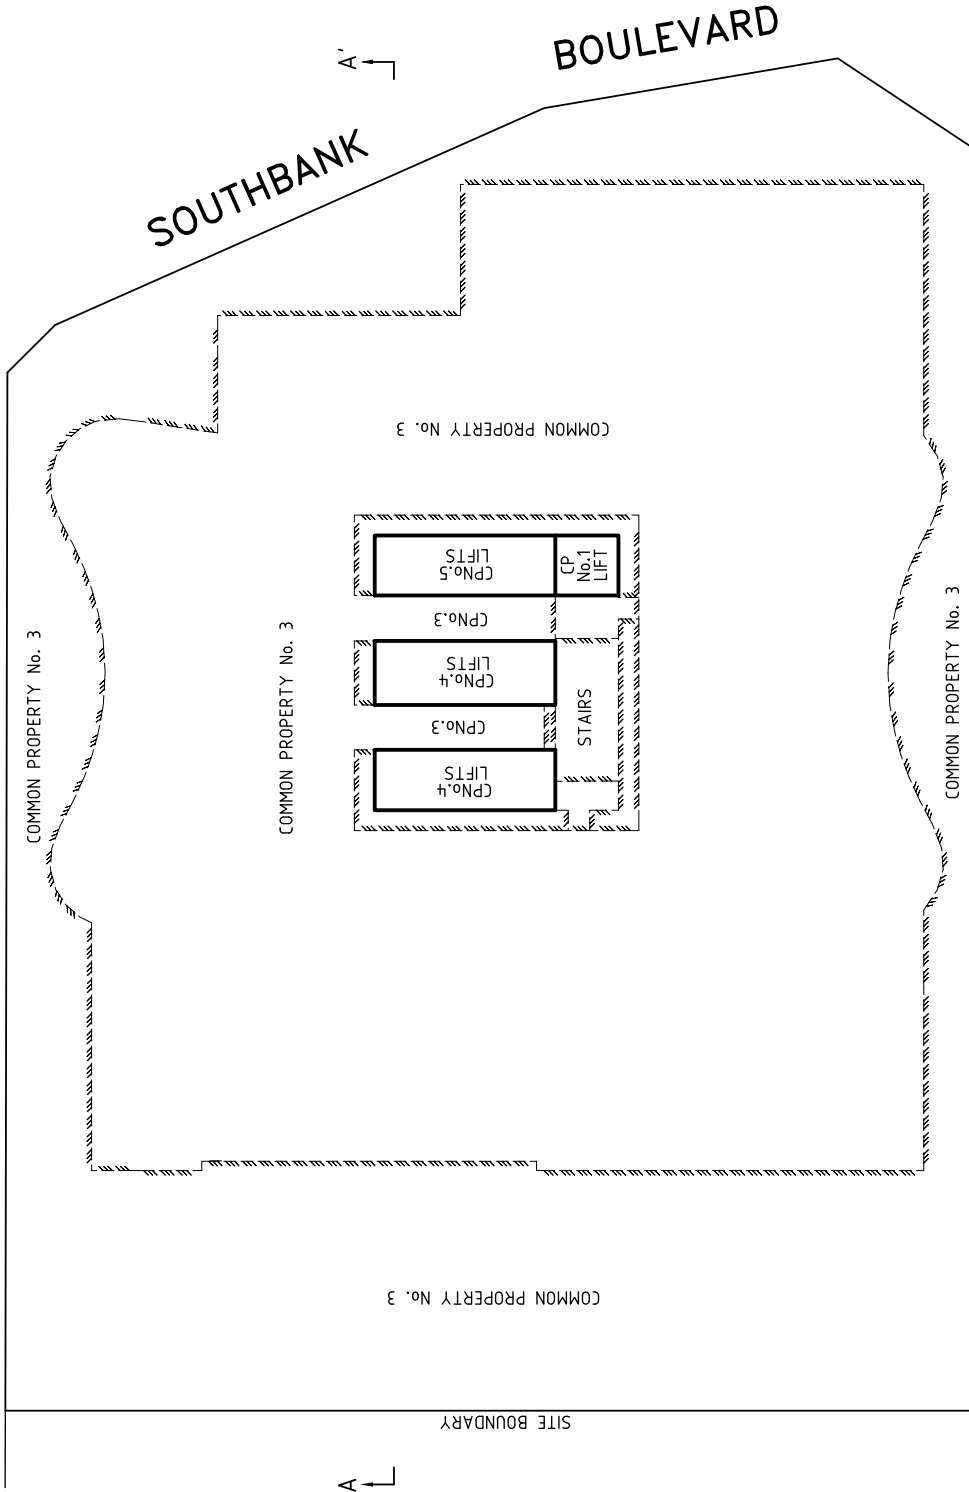 BOULEVARD
A'
SOUTHBANK
COMMON PROPERTY No. 3
CPNo.5
LIFTS
CP
No.1
LIFT
CPNo.3
COMMON PROPERTY No. 3
COMMON PROPERTY No. 3
COMMON PROPERTY No. 3
CPNo.4
LIFTS
STAIRS
CPNo.3
CPNo.4
LIFTS
COMMON PROPERTY No. 3
SITE BOUNDARY
A